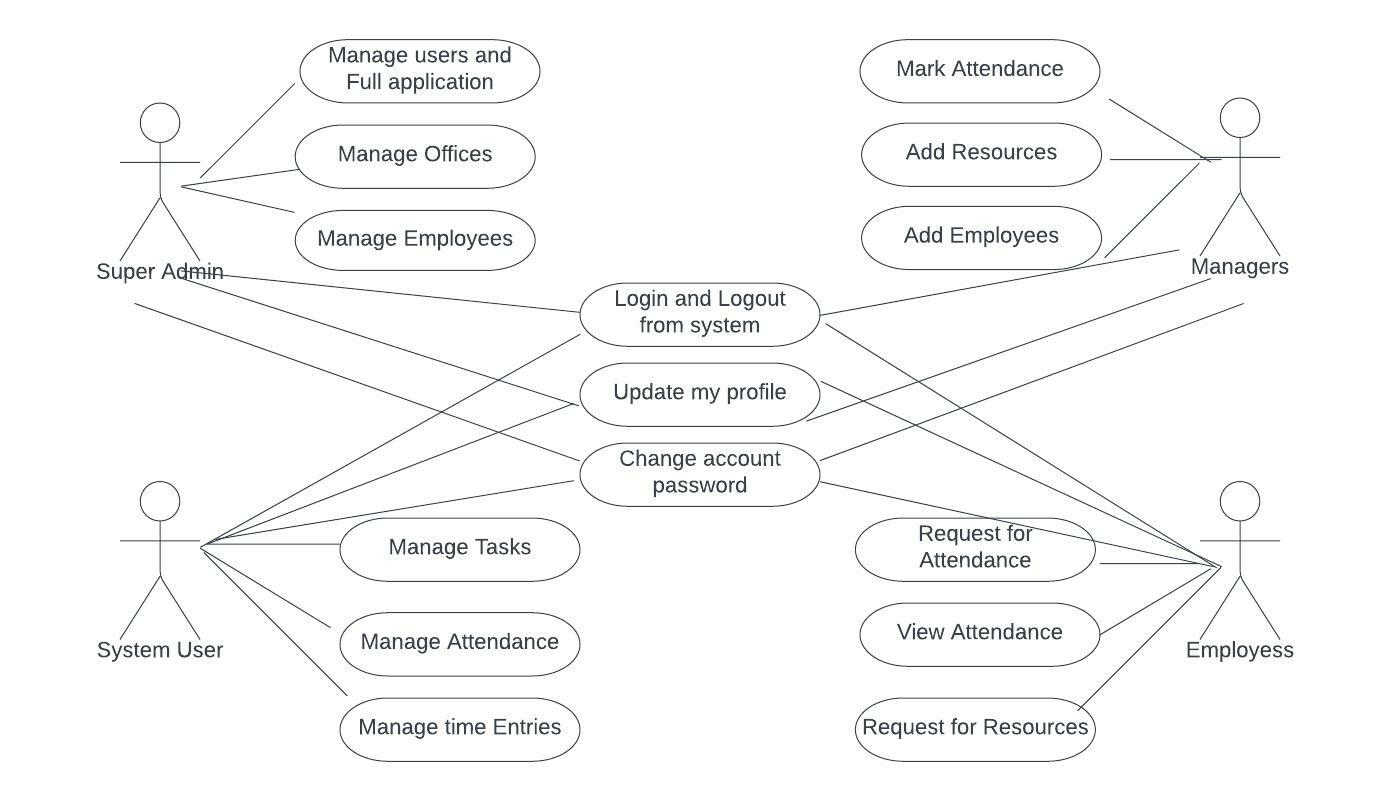 Manage users and
Full application
Mark Attendance
Manage Offices
Add Resources
Manage Employees
Add Employees
Super Admin
Managers
Login and Logout
from system
Update my profile
Change account
password
Manage Tasks
Request for
Attendance
Manage Attendance
View Attendance
System User
Employess
Manage time Entries
Request for Resources